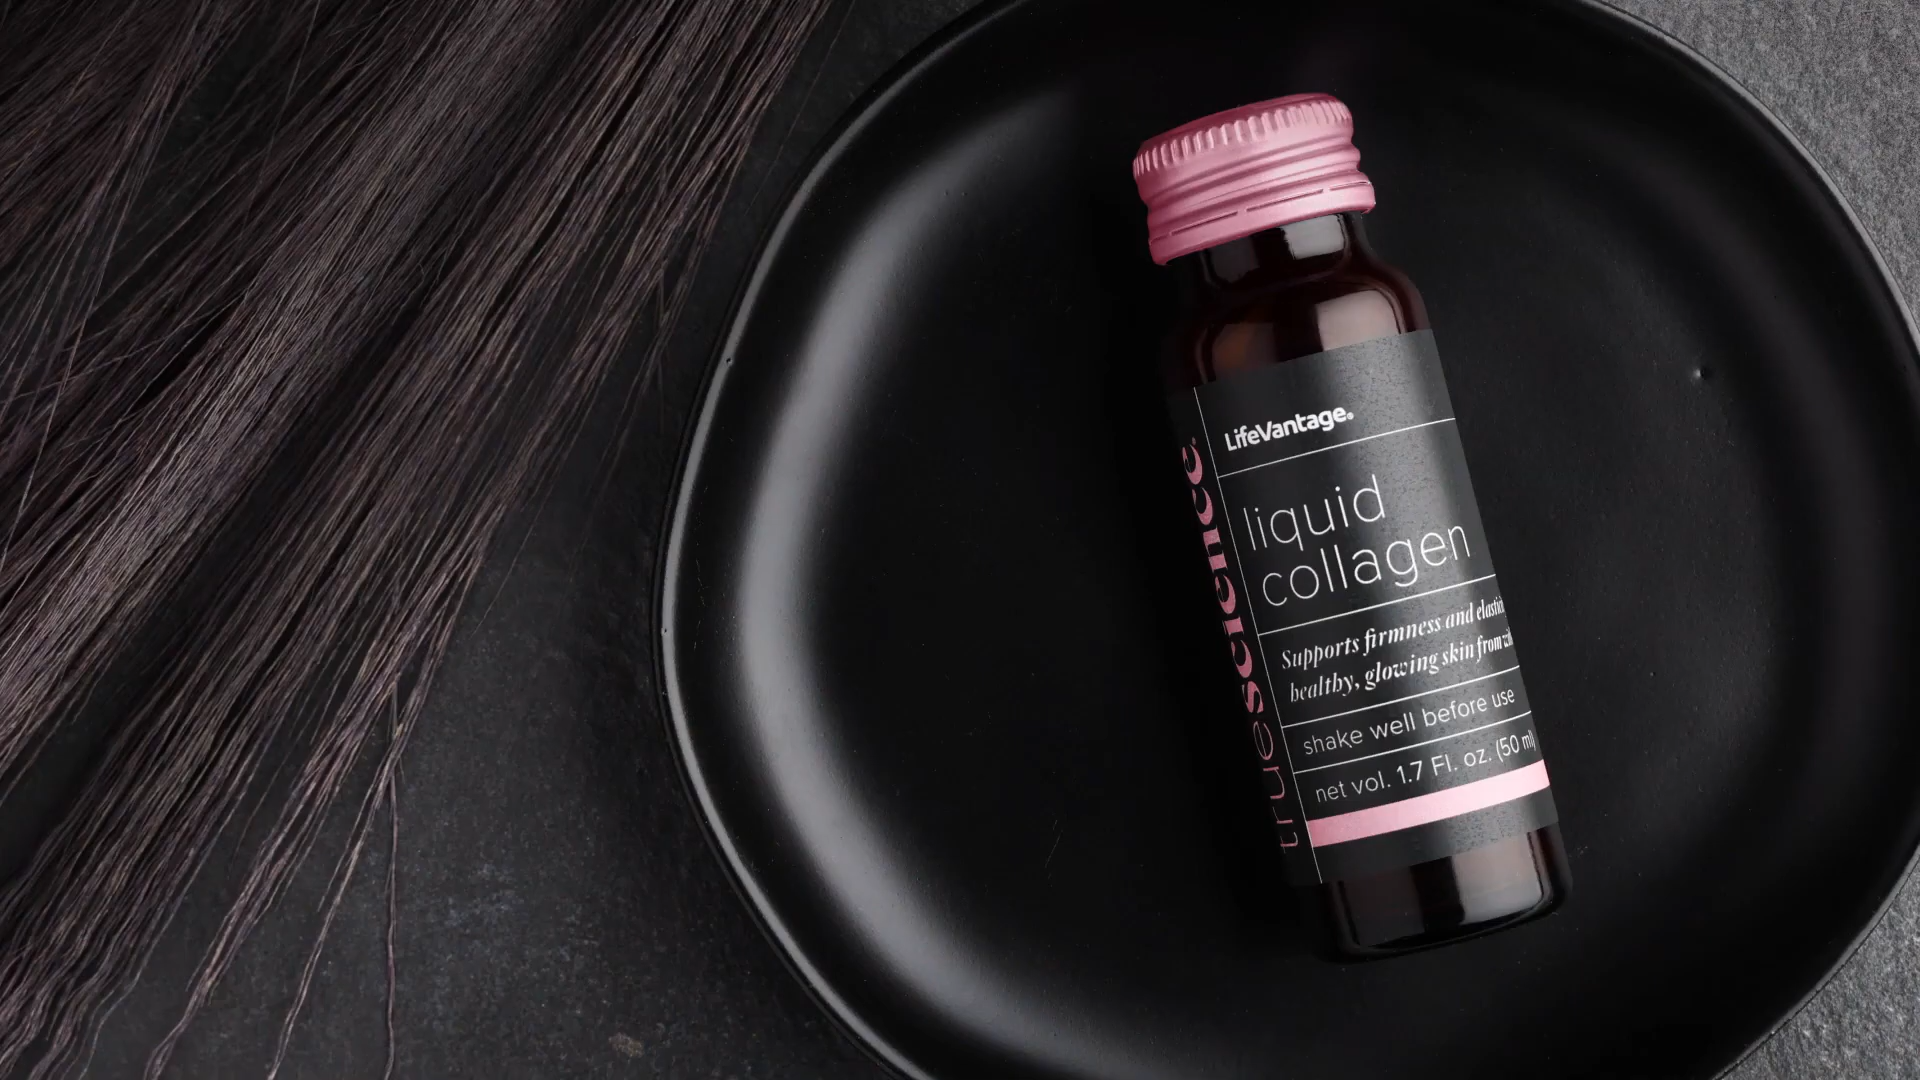 LifeVantage®
truescience®
liquid
collagen
Supports firmness and
healthy, glowing skin from
shake well before use
net vol. 1.7 Fl. oz. (50 ml)